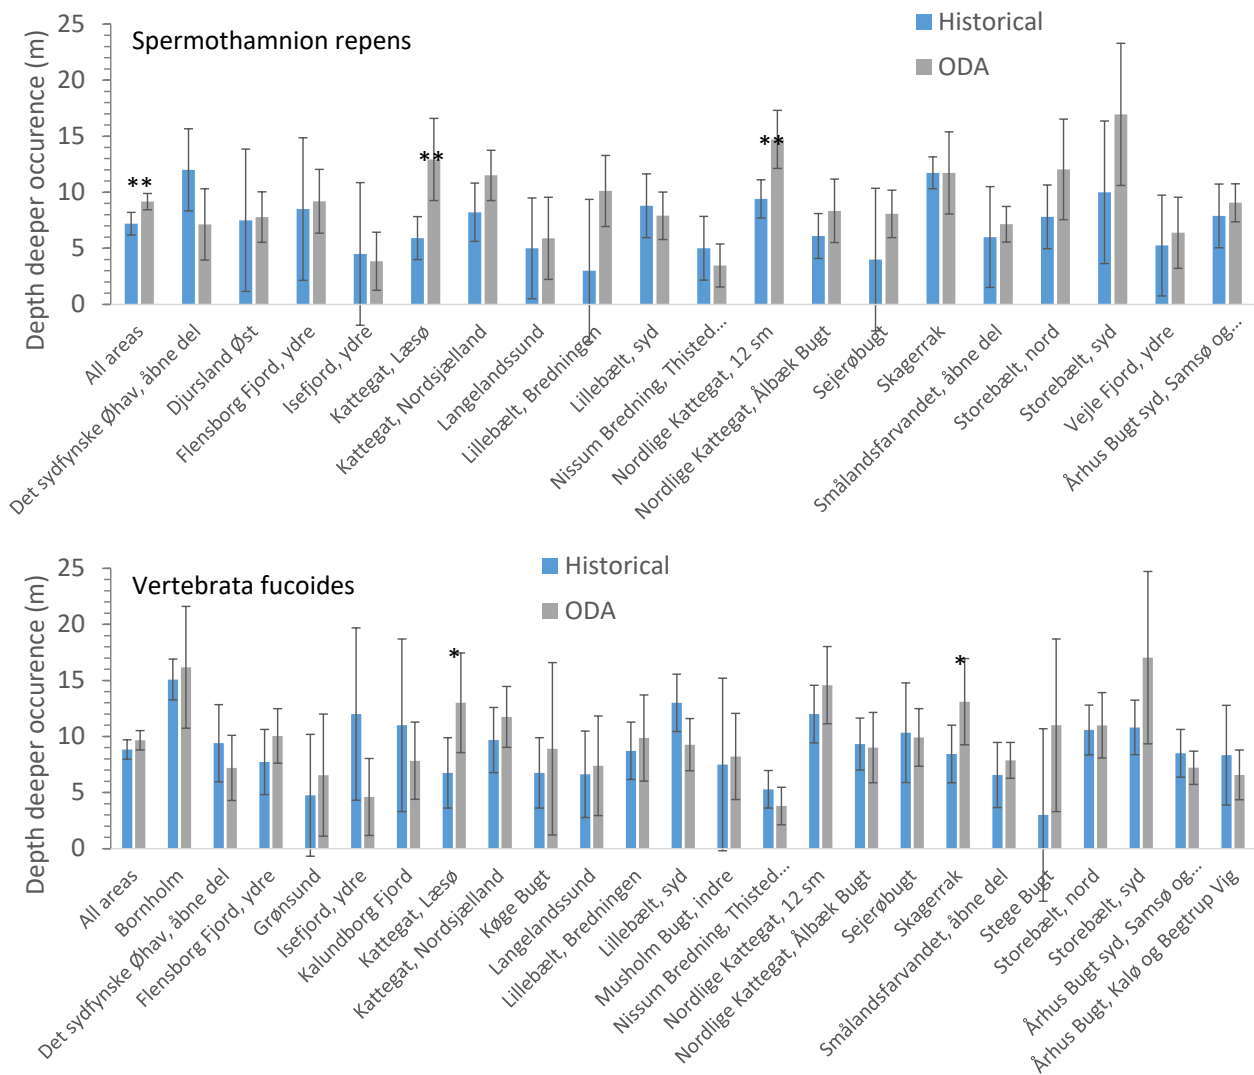 Spermothamnion repens
Historical
ODA
Depth deeper occurence (m)
25
20
15
10
5
0
**
**
**
All areas
Det sydfynske Øhav, åbne del
Djursland Øst
Flensborg Fjord, ydre
Isefjord, ydre
Kattegat, Læsø
Kattegat, Nordsjælland
Langelandssund
Lillebælt, Bredningen
Lillebælt, syd
Nissum Bredning, Thisted...
Nordlige Kattegat, 12 sm
Nordlige Kattegat, Ålbæk Bugt
Sejerøbugt
Skagerrak
Smålandsfarvandet, åbne del
Storebælt, nord
Storebælt, syd
Vejle Fjord, ydre
Århus Bugt syd, Samsø og...
Vertebrata fucoides
Historical
ODA
Depth deeper occurence (m)
25
20
15
10
5
0
*
*
All areas
Bornholm
Det sydfynske Øhav, åbne del
Flensborg Fjord, ydre
Grønsund
Isefjord, ydre
Kalundborg Fjord
Kattegat, Læsø
Kattegat, Nordsjælland
Køge Bugt
Langelandssund
Lillebælt, Bredningen
Lillebælt, syd
Musholm Bugt, indre
Nissum Bredning, Thisted...
Nordlige Kattegat, 12 sm
Nordlige Kattegat, Ålbæk Bugt
Sejerøbugt
Skagerrak
Smålandsfarvandet, åbne del
Stege Bugt
Storebælt, nord
Storebælt, syd
Århus Bugt syd, Samsø og...
Århus Bugt, Kalø og Begtrup Vig